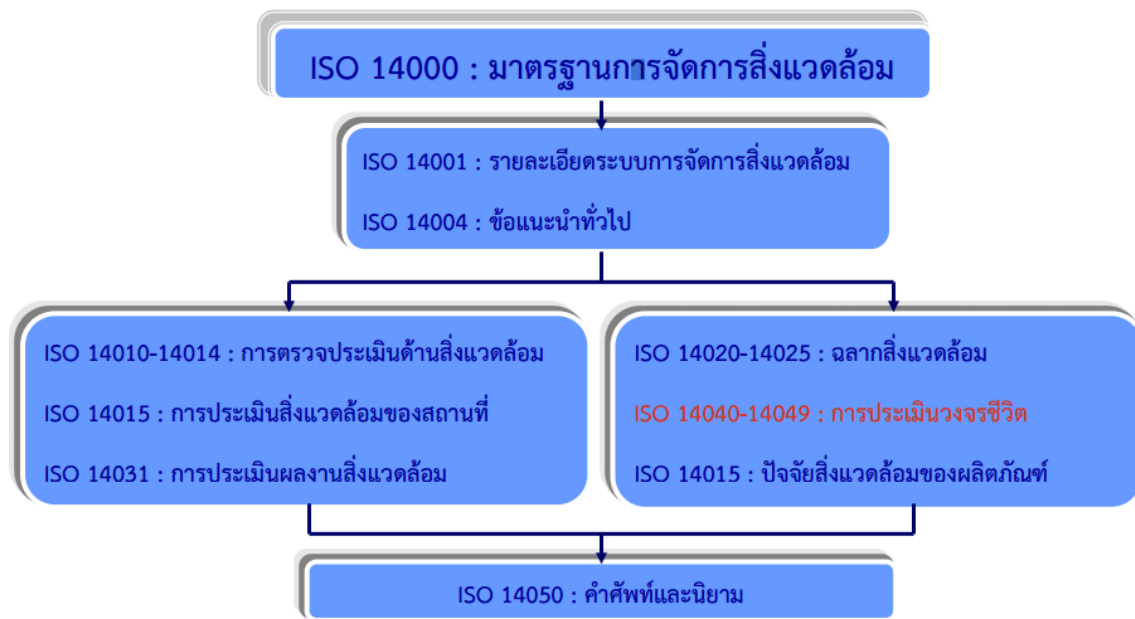 ISO 14000 : มาตรฐานการจัดการสิ่งแวดล้อม
ISO 14001 : รายละเอียดระบบการจัดการสิ่งแวดล้อม
ISO 14004 : ข้อแนะนำทั่วไป
ISO 14010-14014 : การตรวจประเมินด้านสิ่งแวดล้อม
ISO 14015 : การประเมินสิ่งแวดล้อมของสถานที่
ISO 14031 : การประเมินผลงานสิ่งแวดล้อม
ISO 14020-14025 : ฉลากสิ่งแวดล้อม
ISO 14040-14049 : การประเมินวงจรชีวิต
ISO 14015 : ปัจจัยสิ่งแวดล้อมของผลิตภัณฑ์
ISO 14050 : คำศัพท์และนิยาม